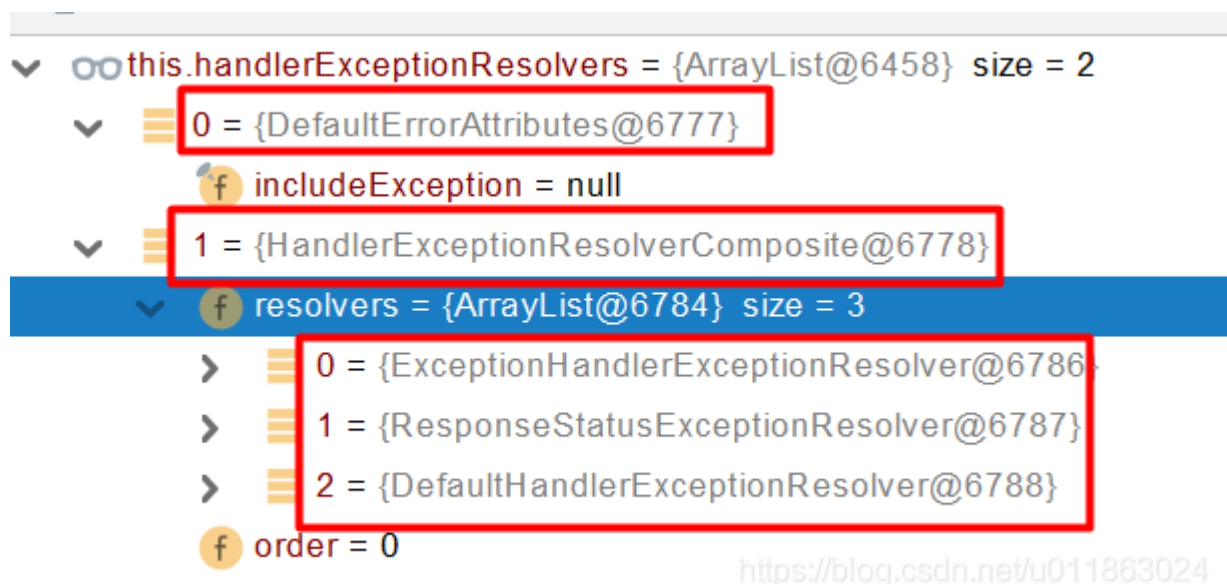 this.handlerExceptionResolvers = {ArrayList@6458} size = 2
0 = {DefaultErrorAttributes@6777}
f includeException = null
1 = {HandlerExceptionResolverComposite@6778}
f resolvers = {ArrayList@6784} size = 3
0 = {ExceptionHandlerExceptionResolver@6786}
1 = {ResponseStatusExceptionResolver@6787}
2 = {DefaultHandlerExceptionResolver@6788}
f order = 0
https://blog.csdn.net/u011863024